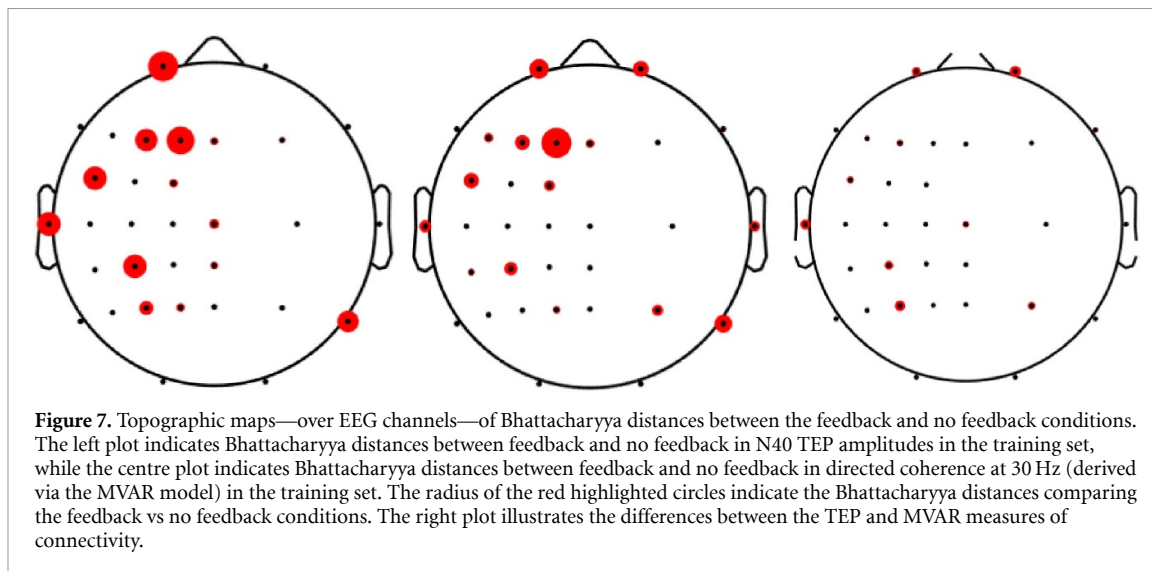 Figure 7. Topographic maps—over EEG channels—of Bhattacharyya distances between the feedback and no feedback conditions.
The left plot indicates Bhattacharyya distances between feedback and no feedback in N40 TEP amplitudes in the training set,
while the centre plot indicates Bhattacharyya distances between feedback and no feedback in directed coherence at 30 Hz (derived
via the MVAR model) in the training set. The radius of the red highlighted circles indicate the Bhattacharyya distances comparing
the feedback vs no feedback conditions. The right plot illustrates the differences between the TEP and MVAR measures of
connectivity.